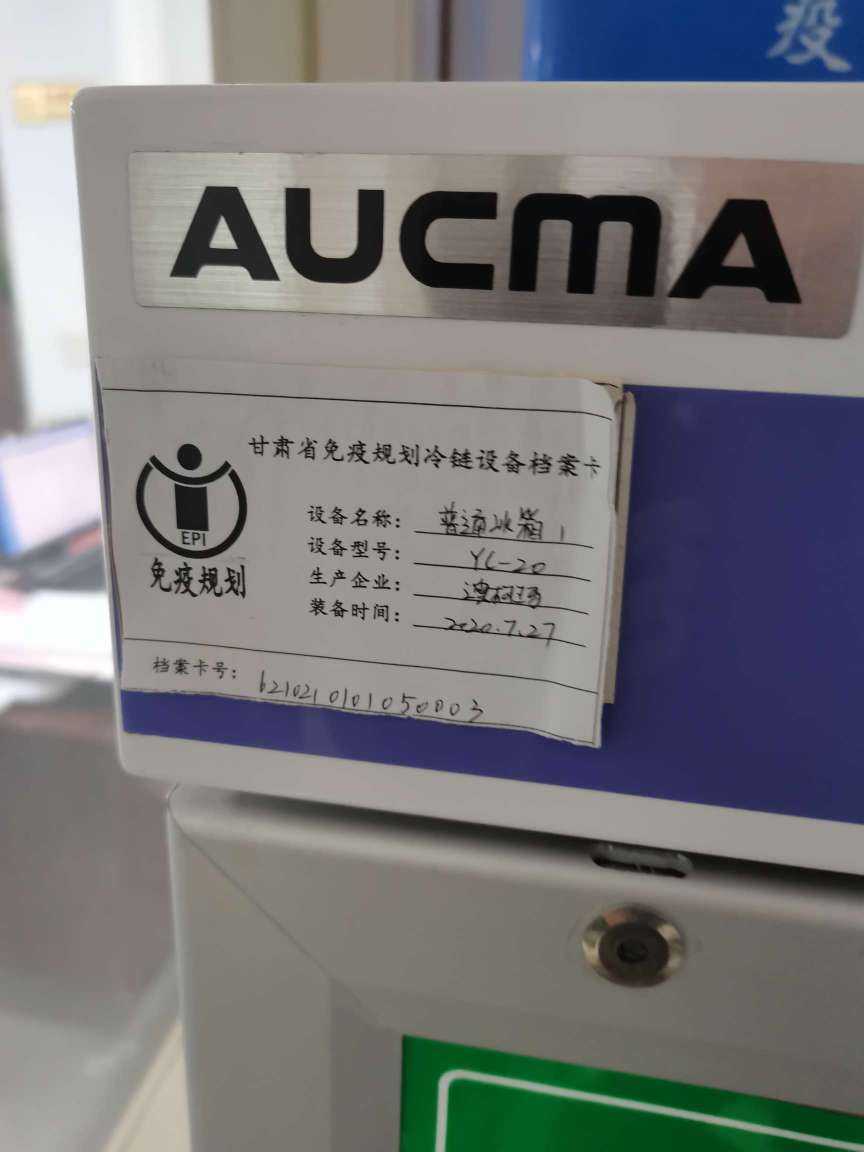 疫
AUCMA
甘肃省免疫规划冷链设备档案卡
EPI
免疫规划
设备名称: 普通冰箱1
设备型号: YC-20
生产企业: 澳柯玛
装备时间: 2020.7.27
档案卡号: 6210210101050003